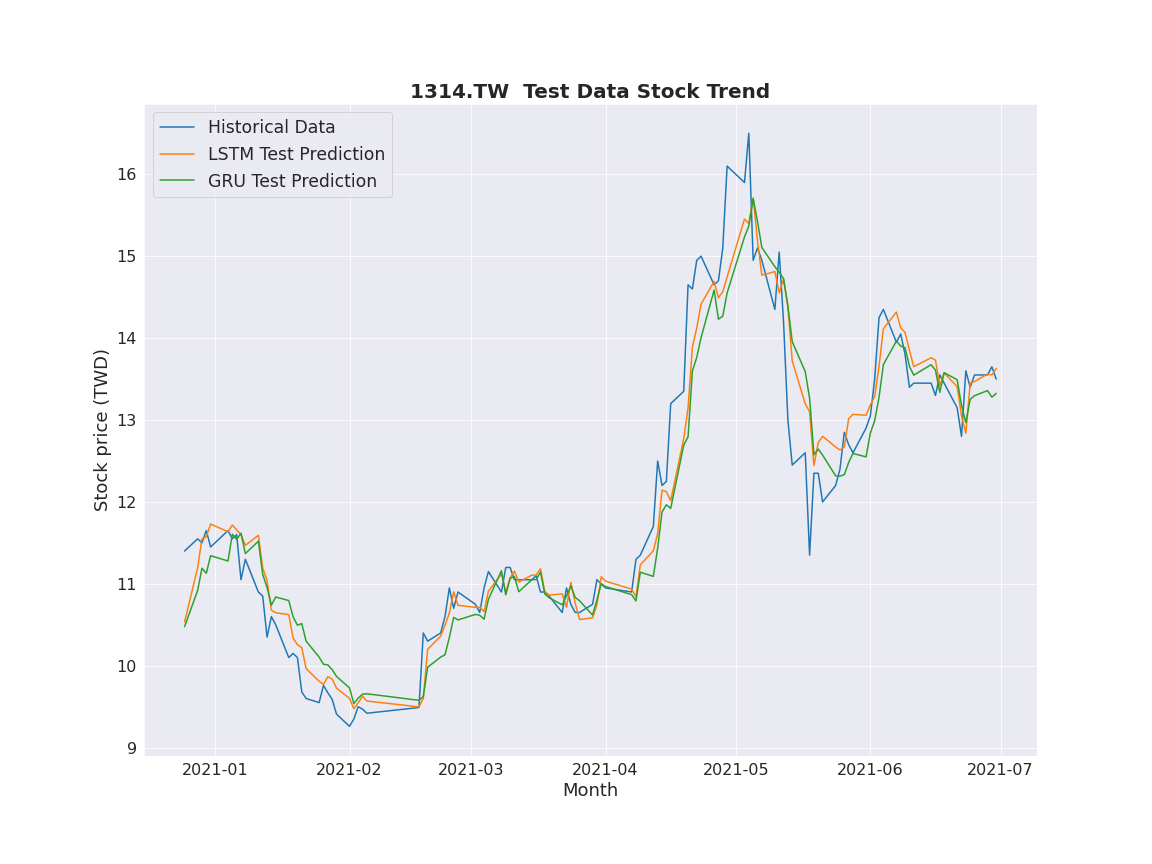 1314.TW  Test Data Stock Trend
Historical Data
LSTM Test Prediction
GRU Test Prediction
Stock price (TWD)
16
15
14
13
12
11
10
9
2021-01
2021-02
2021-03
2021-04
2021-05
2021-06
2021-07
Month